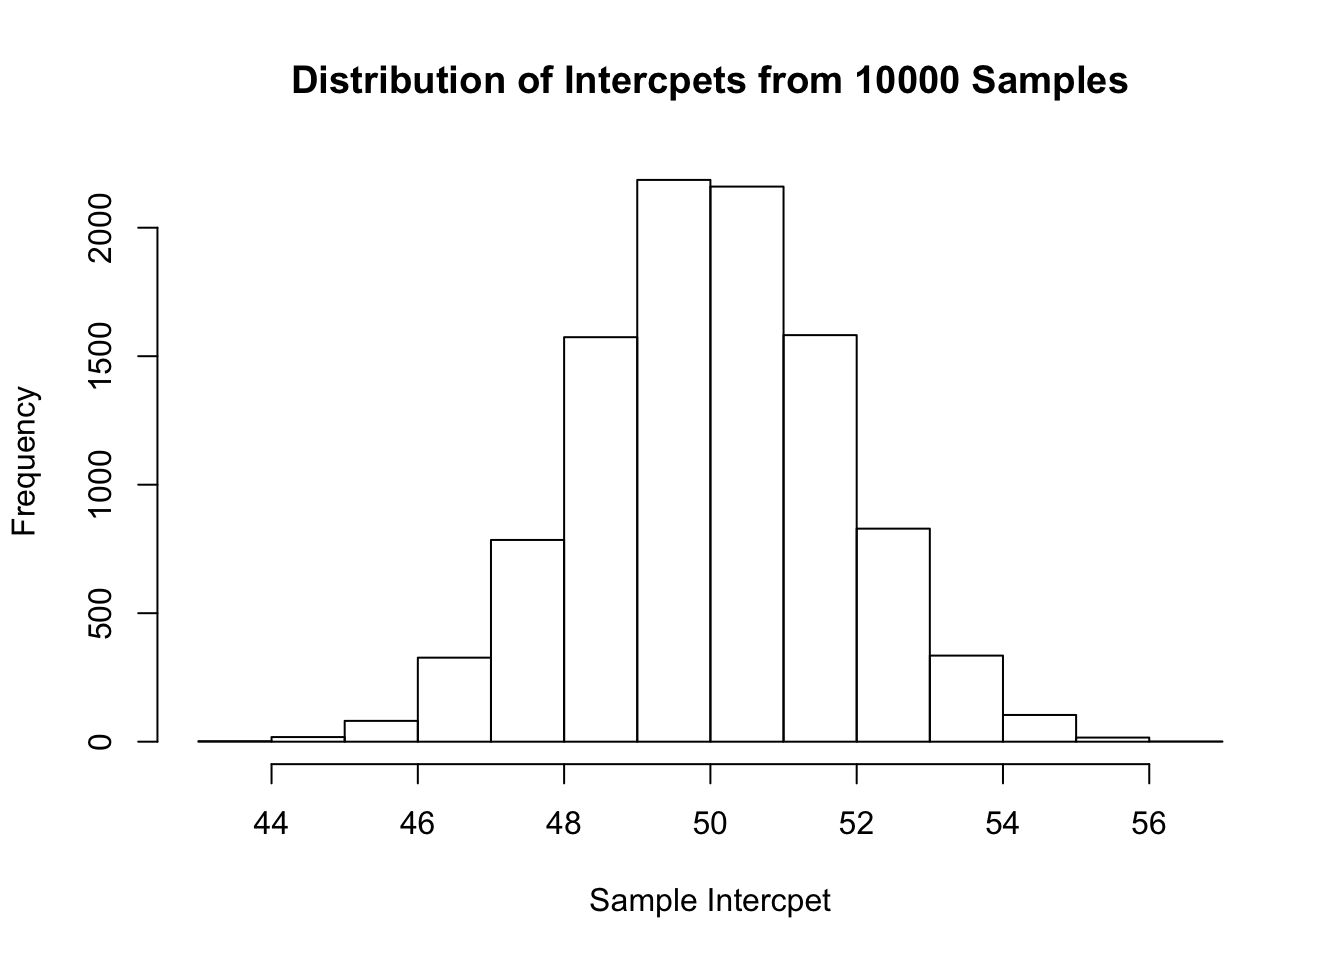 Distribution of Intercpets from 10000 Samples
Frequency
2000
1500
1000
500
0
44 46 48 50 52 54 56
Sample Intercpet